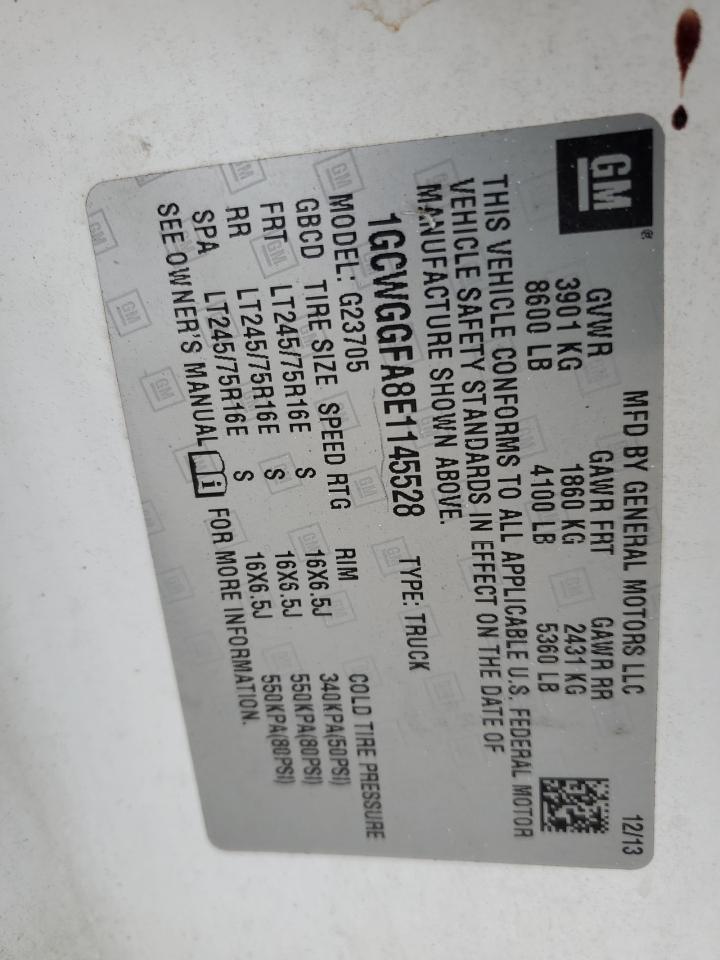 GM®
MFD BY GENERAL MOTORS LLC 12/13
GVWR GAWR FRT GAWR RR
3901 KG 1860 KG 2431 KG
8600 LB 4100 LB 5360 LB
THIS VEHICLE CONFORMS TO ALL APPLICABLE U.S. FEDERAL MOTOR
VEHICLE SAFETY STANDARDS IN EFFECT ON THE DATE OF
MANUFACTURE SHOWN ABOVE.
1GCWGGFA8E1145528 TYPE: TRUCK
MODEL: G23705
GBCD TIRE SIZE SPEED RTG RIM COLD TIRE PRESSURE
FRT LT245/75R16E S 16X6.5J 340KPA(50PSI)
RR LT245/75R16E S 16X6.5J 550KPA(80PSI)
SPA LT245/75R16E S 16X6.5J 550KPA(80PSI)
SEE OWNER'S MANUAL i FOR MORE INFORMATION.